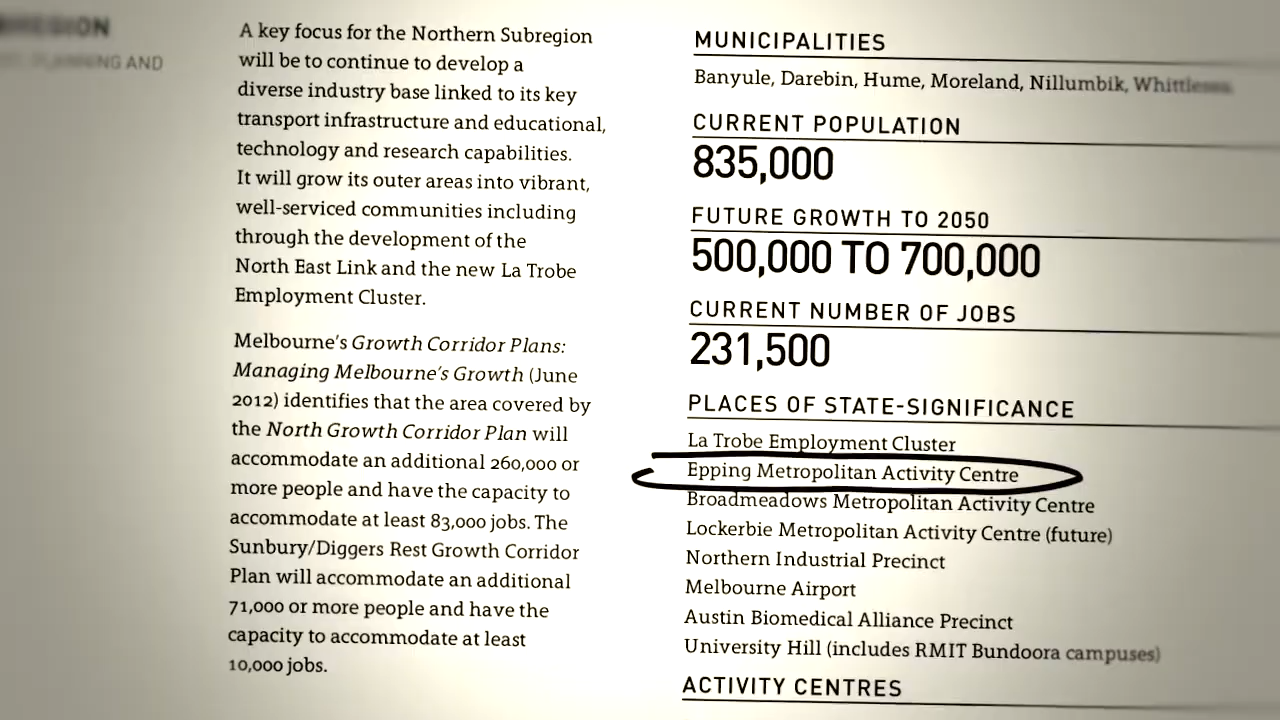 AND
A key focus for the Northern Subregion
will be to continue to develop a
diverse industry base linked to its key
transport infrastructure and educational,
technology and research capabilities.
It will grow its outer areas into vibrant,
well-serviced communities including
through the development of the
North East Link and the new La Trobe
Employment Cluster.
Melbourne's Growth Corridor Plans:
Managing Melbourne's Growth (June
2012) identifies that the area covered by
the North Growth Corridor Plan will
accommodate an additional 260,000 or
more people and have the capacity to
accommodate at least 83,000 jobs. The
Sunbury/Diggers Rest Growth Corridor
Plan will accommodate an additional
71,000 or more people and have the
capacity to accommodate at least
10,000 jobs.
MUNICIPALITIES
Banyule, Darebin, Hume, Moreland, Nillumbik, Whittlesea
CURRENT POPULATION
835,000
FUTURE GROWTH TO 2050
500,000 TO 700,000
CURRENT NUMBER OF JOBS
231,500
PLACES OF STATE-SIGNIFICANCE
La Trobe Employment Cluster
Epping Metropolitan Activity Centre
Broadmeadows Metropolitan Activity Centre
Lockerbie Metropolitan Activity Centre (future)
Northern Industrial Precinct
Melbourne Airport
Austin Biomedical Alliance Precinct
University Hill (includes RMIT Bundoora campuses)
ACTIVITY CENTRES